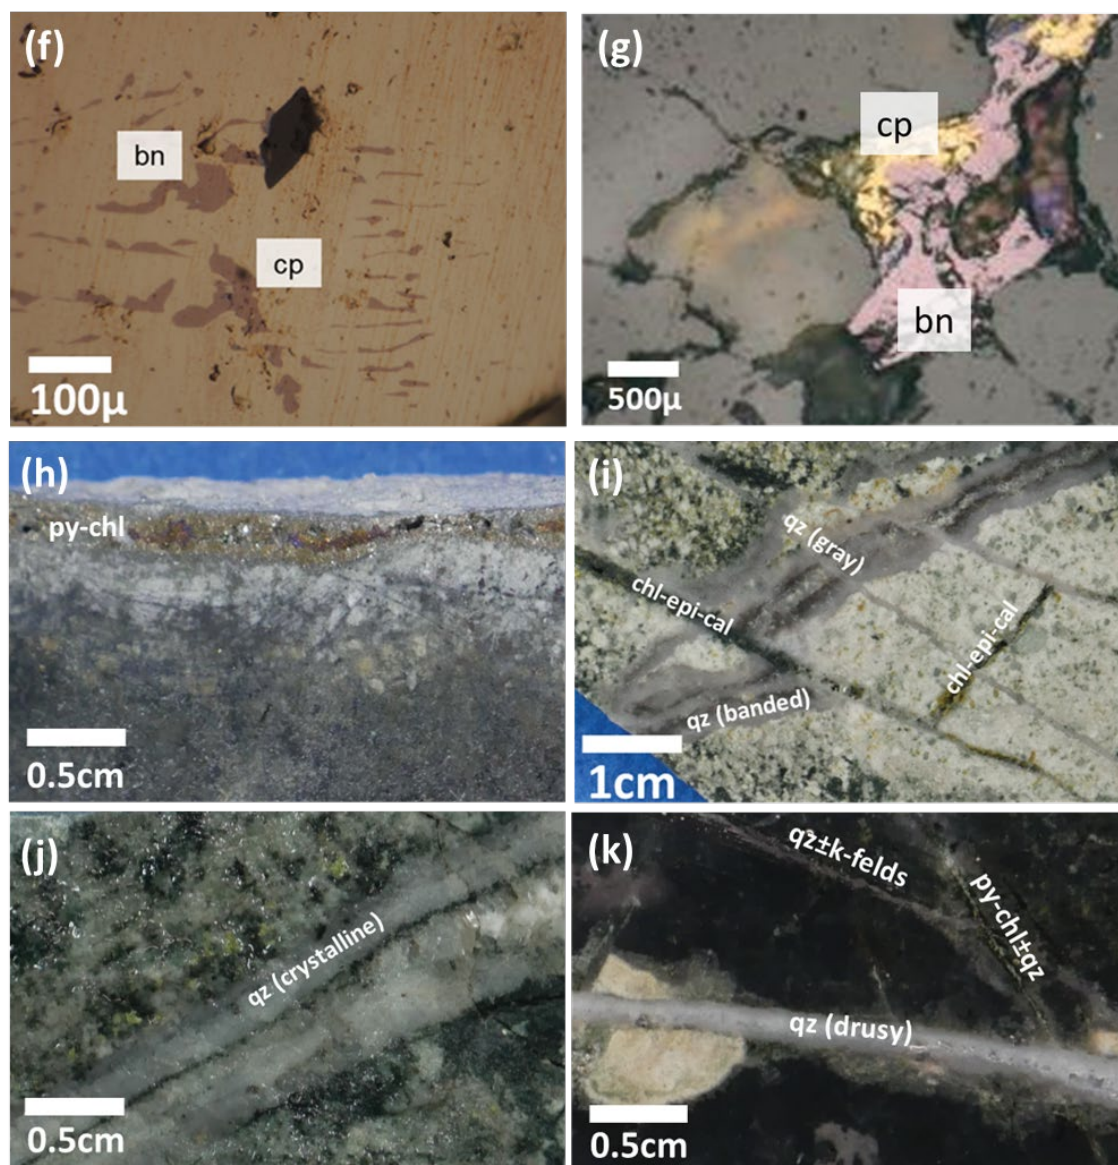 (f)
bn
cp
100μ
(g)
cp
bn
500μ
(h)
py-chl
0.5cm
(i)
qz (gray)
chl-epi-cal
chl-epi-cal
qz (banded)
1cm
(j)
qz (crystalline)
0.5cm
(k)
qz±k-felds
py-chl±qz
qz (drusy)
0.5cm